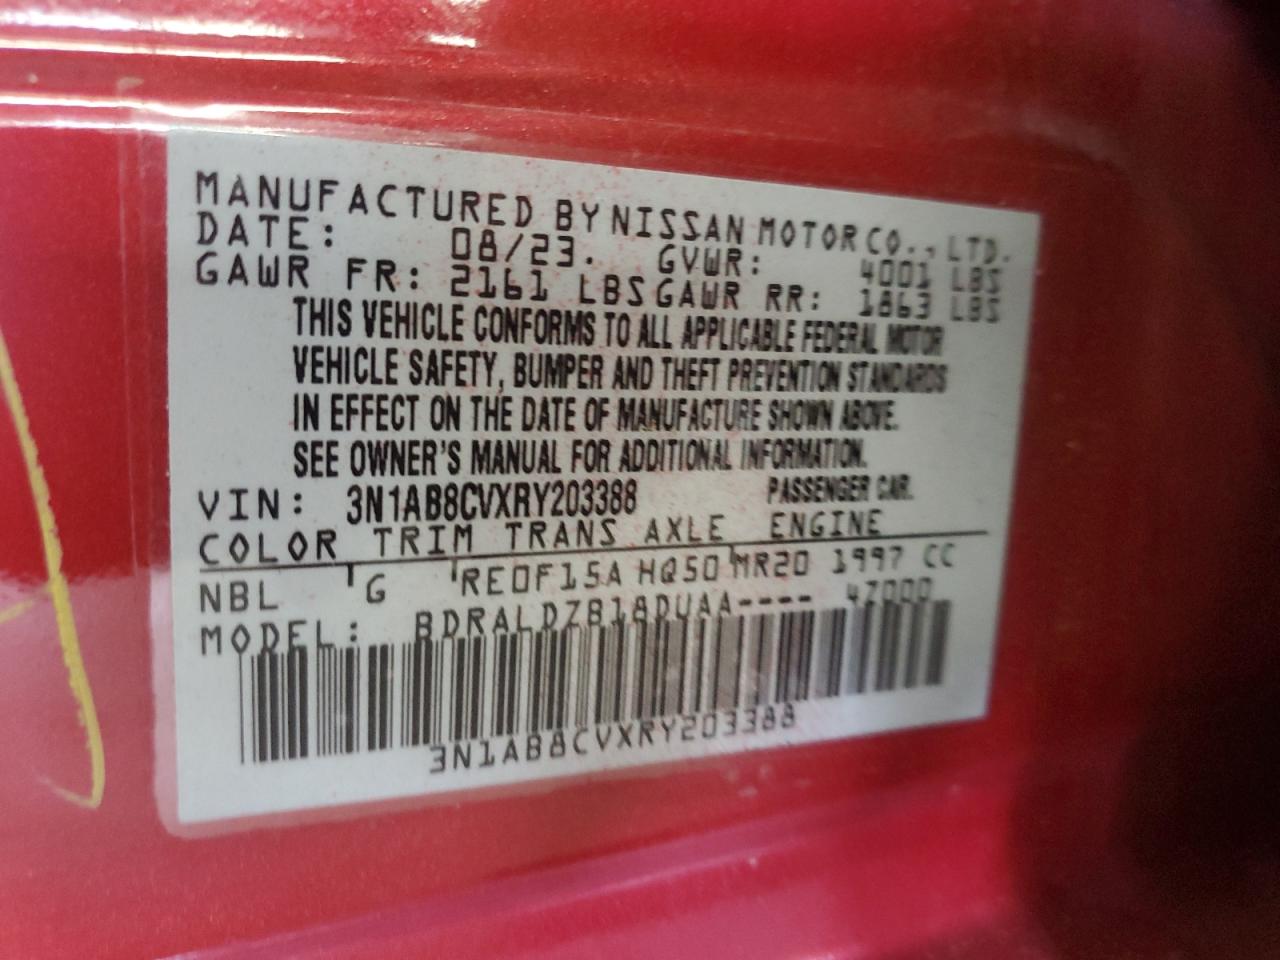 MANUFACTURED BY NISSAN MOTOR CO., LTD.
DATE: 08/23. GVWR: 4001 LBS
GAWR FR: 2161 LBS GAWR RR: 1863 LBS
THIS VEHICLE CONFORMS TO ALL APPLICABLE FEDERAL MOTOR
VEHICLE SAFETY, BUMPER AND THEFT PREVENTION STANDARDS
IN EFFECT ON THE DATE OF MANUFACTURE SHOWN ABOVE.
SEE OWNER'S MANUAL FOR ADDITIONAL INFORMATION.
VIN: 3N1AB8CVXRY203388 PASSENGER CAR.
COLOR TRIM TRANS AXLE ENGINE
NBL G RE0F15A HQ50 MR20 1997 CC
MODEL: BDRALDZB18DUAA---- 47000
3N1AB8CVXRY203388